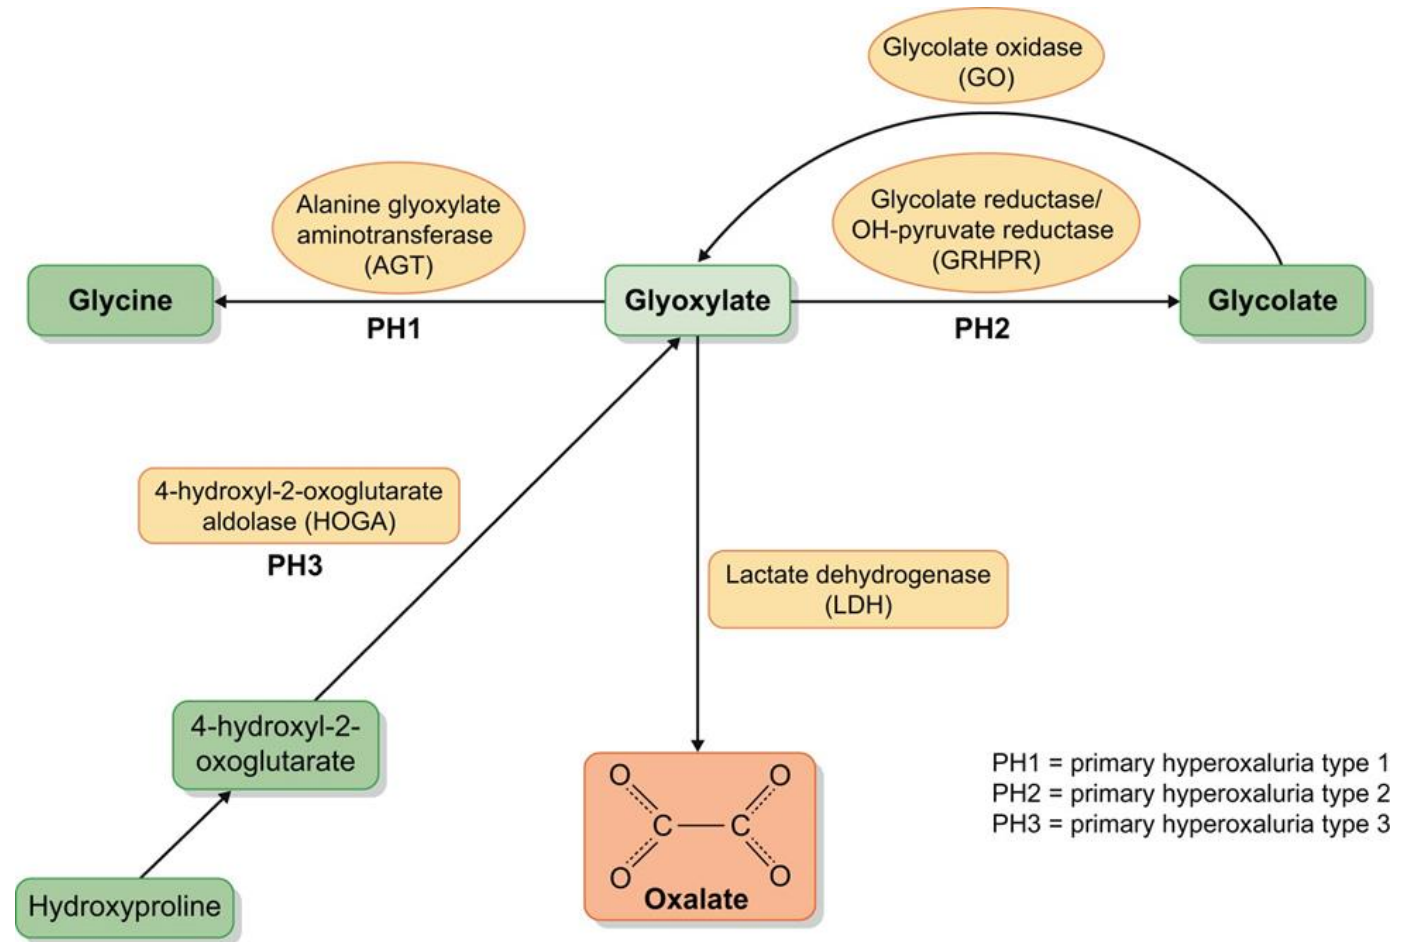 Glycolate oxidase
(GO)
Alanine glyoxylate
aminotransferase
(AGT)
Glycolate reductase/
OH-pyruvate reductase
(GRHPR)
Glycine
Glyoxylate
Glycolate
PH1
PH2
4-hydroxyl-2-oxoglutarate
aldolase (HOGA)
PH3
Lactate dehydrogenase
(LDH)
4-hydroxyl-2-
oxoglutarate
Hydroxyproline
O O
C C
O O
Oxalate
PH1 = primary hyperoxaluria type 1
PH2 = primary hyperoxaluria type 2
PH3 = primary hyperoxaluria type 3